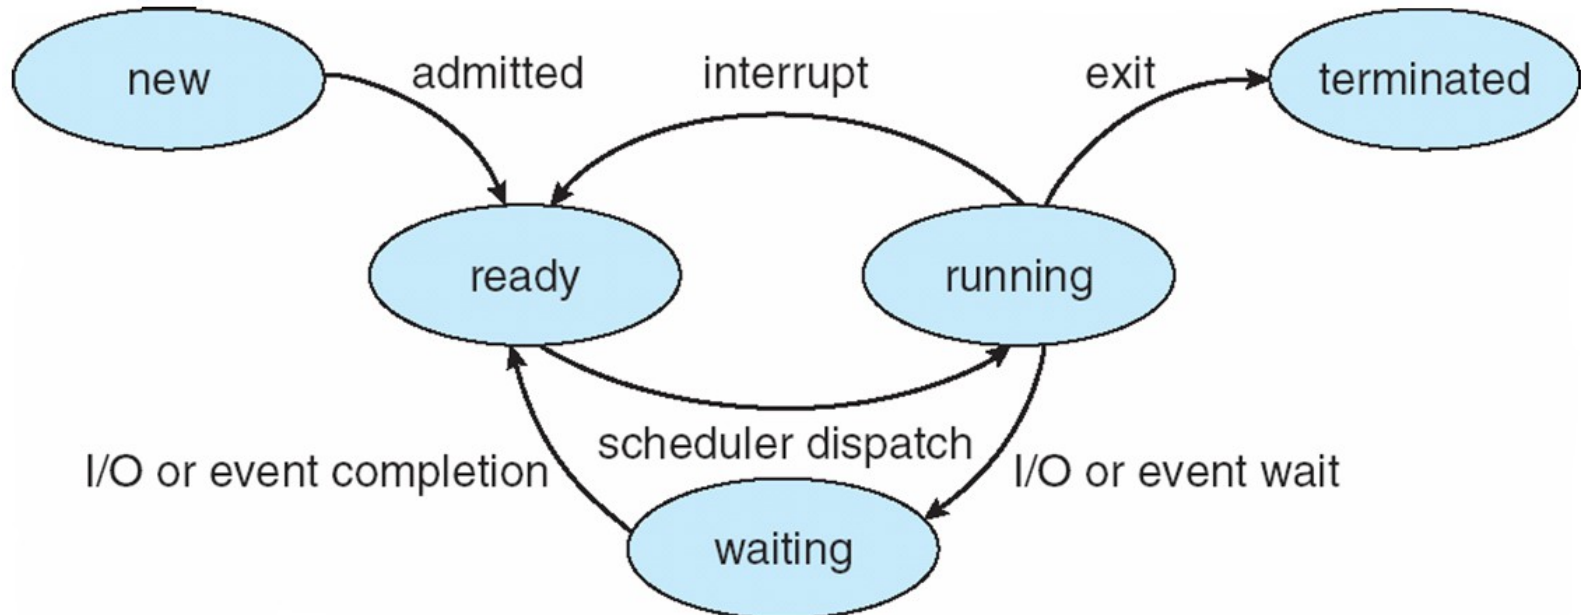 new
admitted
interrupt
exit
terminated
ready
running
scheduler dispatch
I/O or event completion
I/O or event wait
waiting